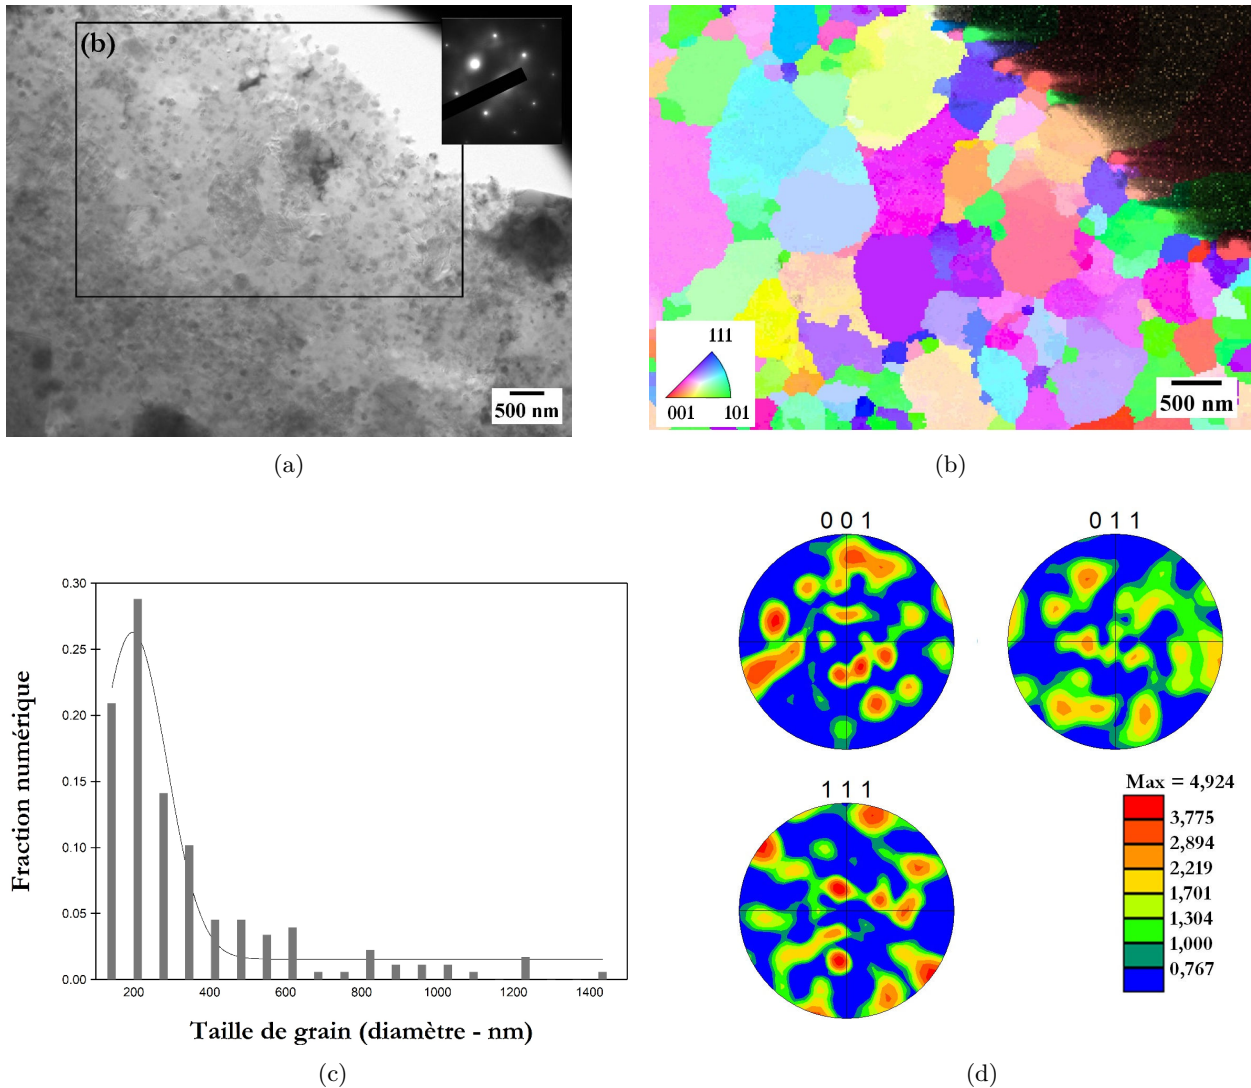 (b)
500 nm
111
001 101
500 nm
(a)
(b)
Fraction numérique
0.30
0.25
0.20
0.15
0.10
0.05
0.00
200 400 600 800 1000 1200 1400
Taille de grain (diamètre - nm)
(c)
0 0 1
0 1 1
1 1 1
Max = 4,924
3,775
2,894
2,219
1,701
1,304
1,000
0,767
(d)